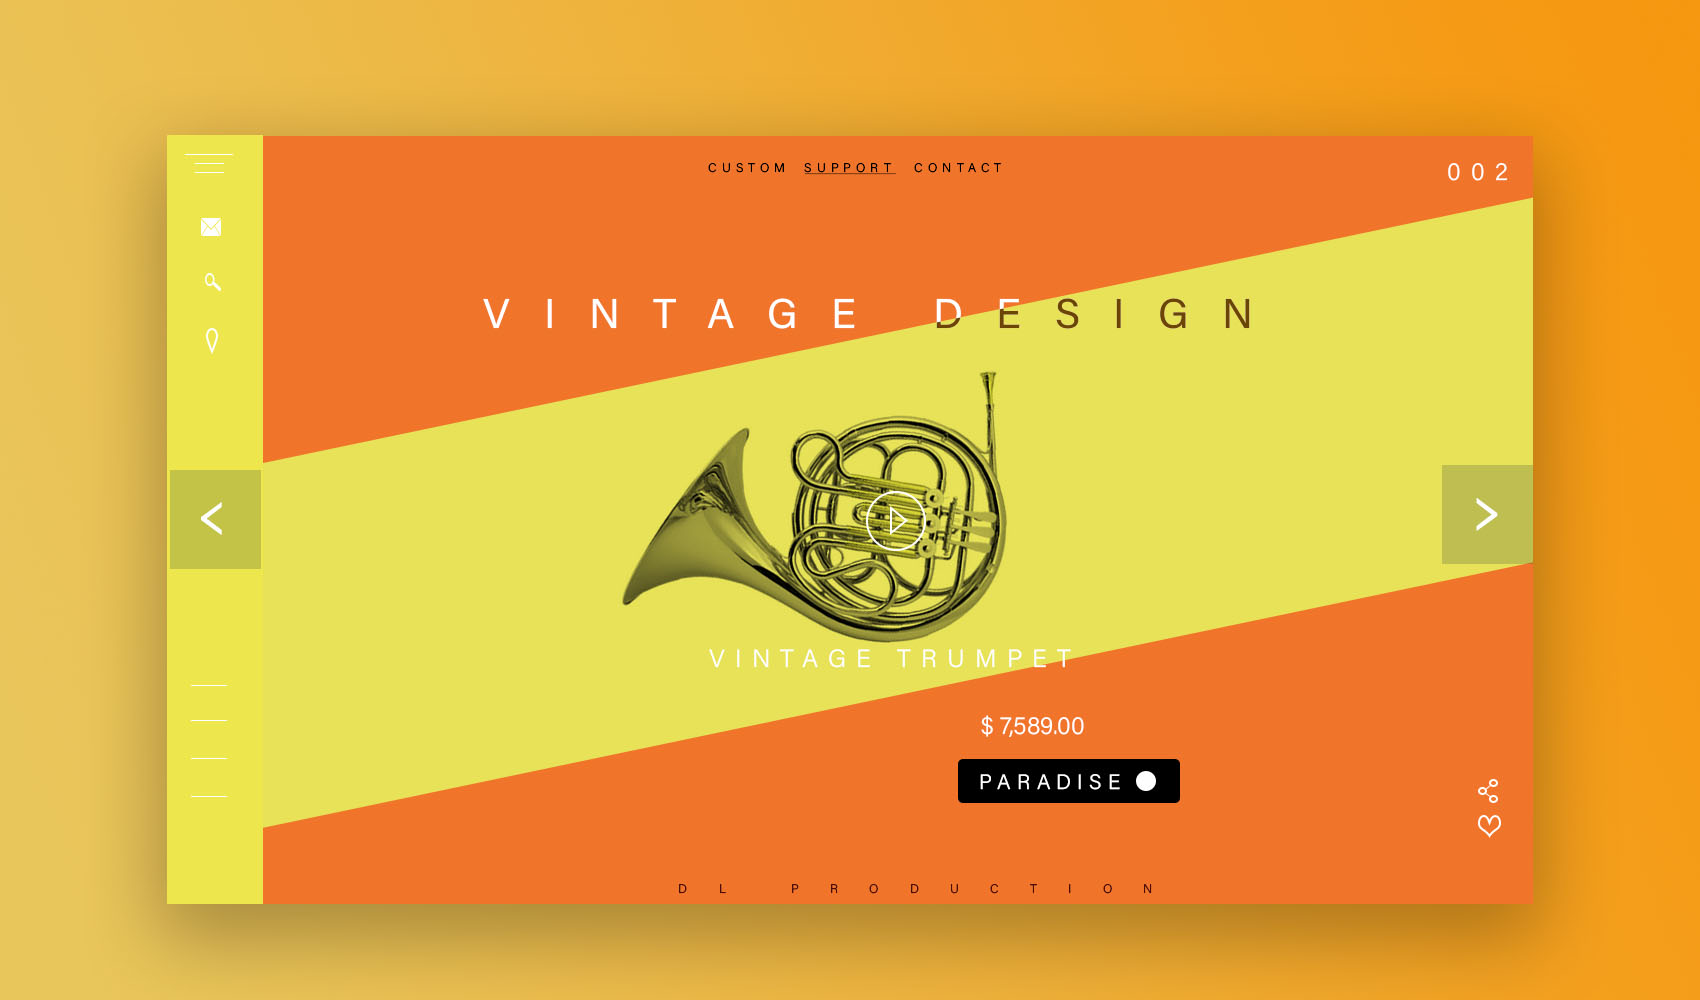 CUSTOM SUPPORT CONTACT
002
VINTAGE DESIGN
VINTAGE TRUMPET
$ 7,589.00
PARADISE
DL PRODUCTION